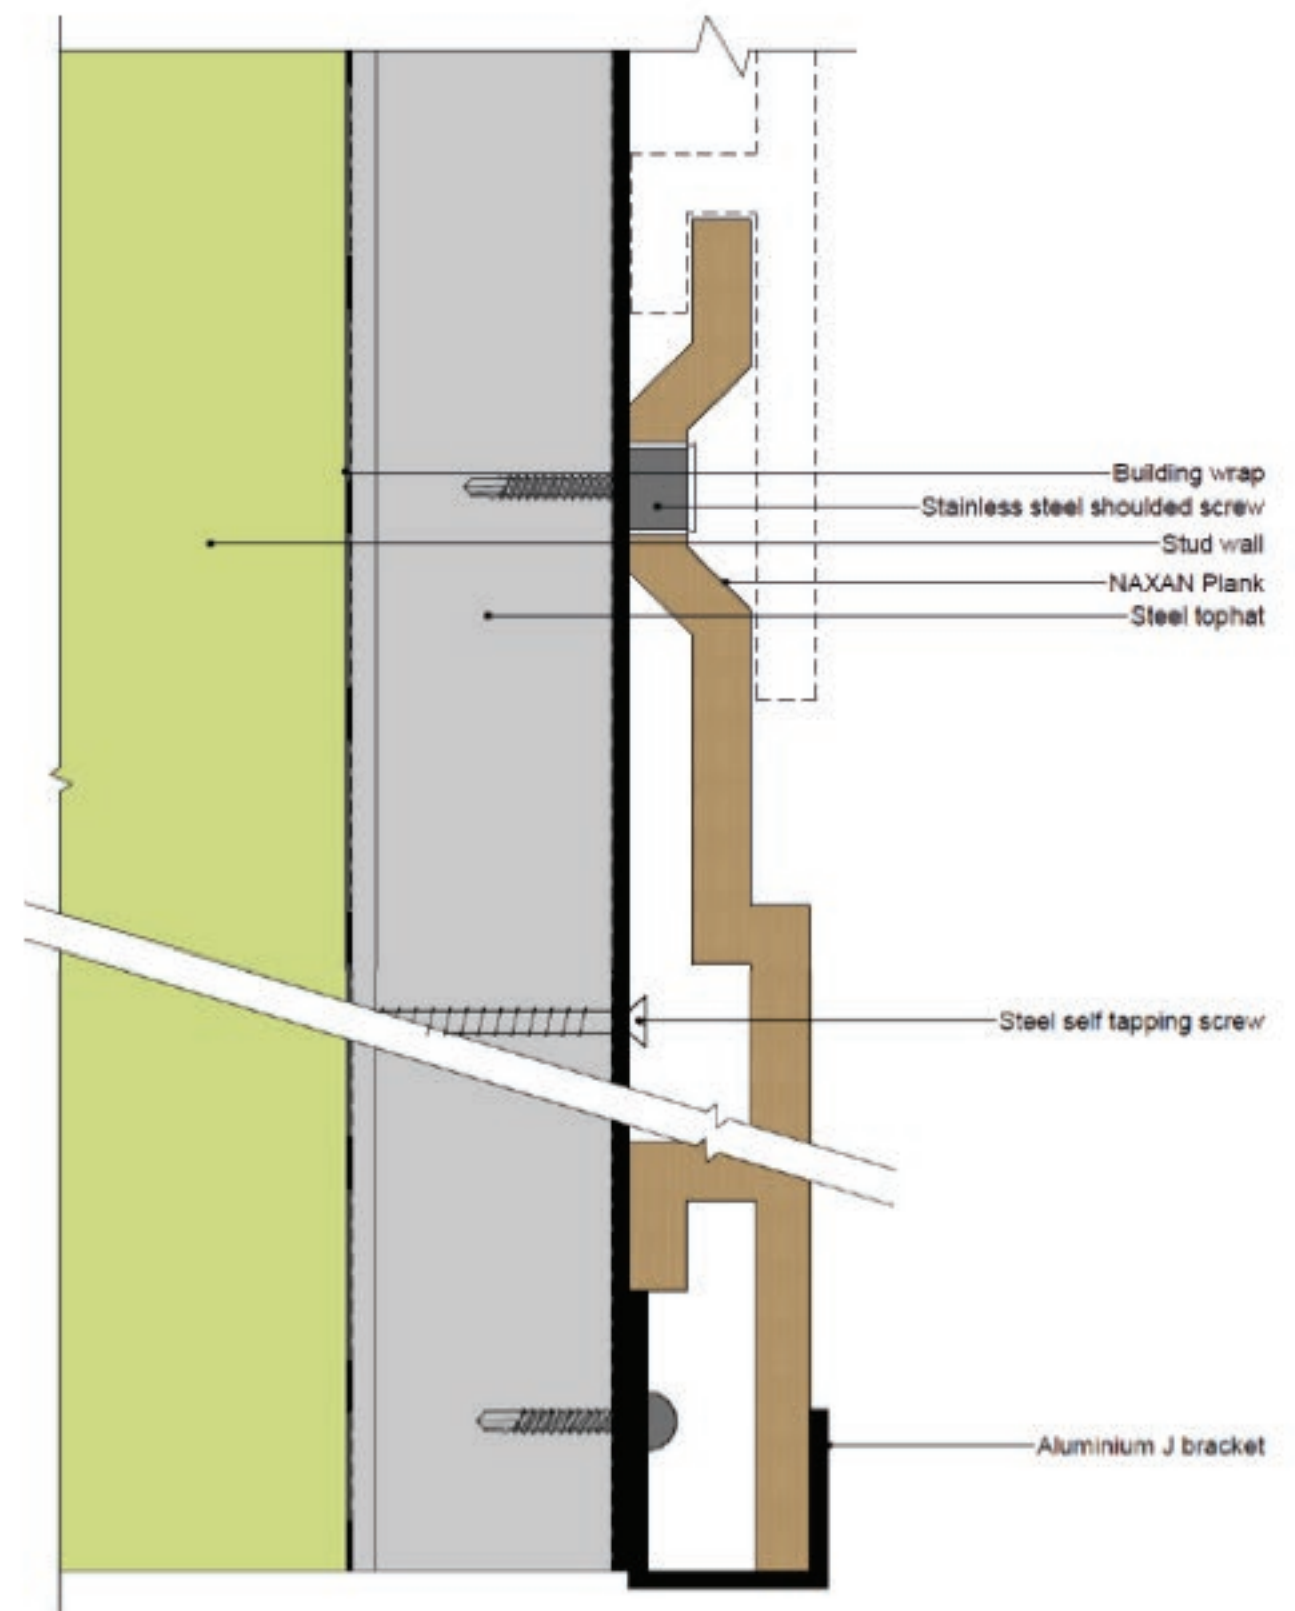 Building wrap
Stainless steel shoulded screw
Stud wall
NAXAN Plank
Steel tophat
Steel self tapping screw
Aluminium J bracket